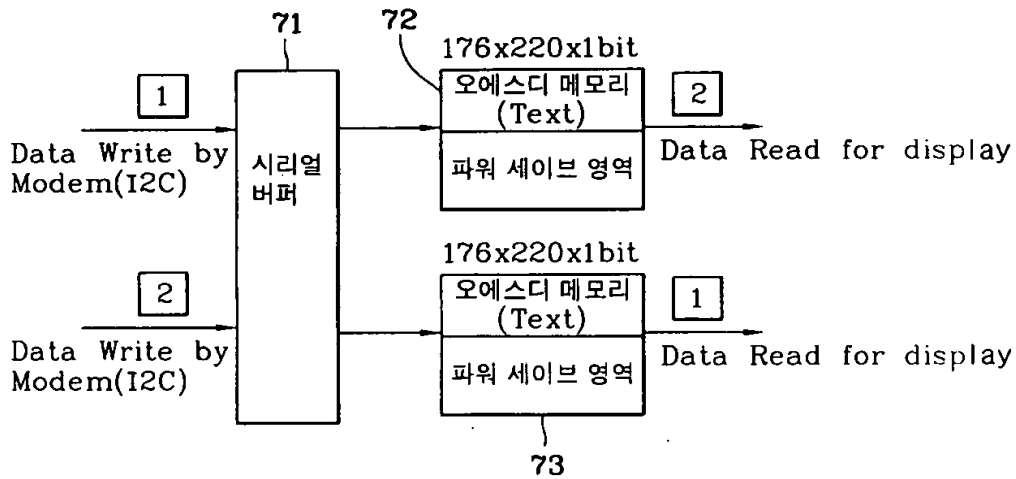 71
72
176x220x1bit
1
오에스디 메모리
(Text)
2
Data Write by
Modem(I2C)
시리얼
버퍼
파워 세이브 영역
Data Read for display
176x220x1bit
2
오에스디 메모리
(Text)
1
Data Write by
Modem(I2C)
파워 세이브 영역
Data Read for display
73